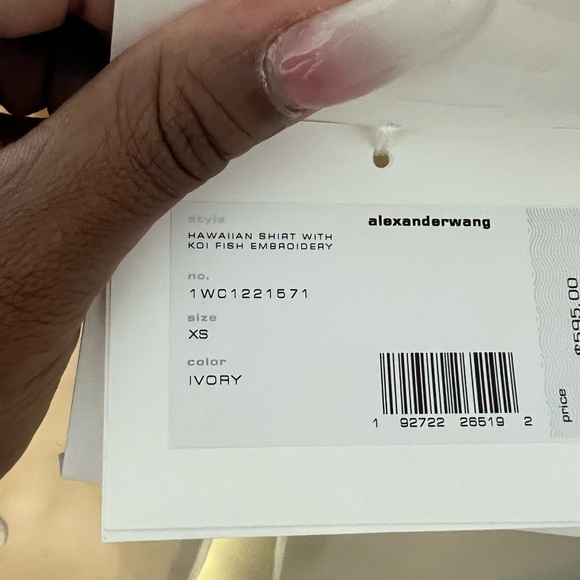 alexanderwang
style
HAWAIIAN SHIRT WITH
KOI FISH EMBROIDERY
no.
1WC1221571
size
XS
color
IVORY
1 92722 26519 2
price
$595.00